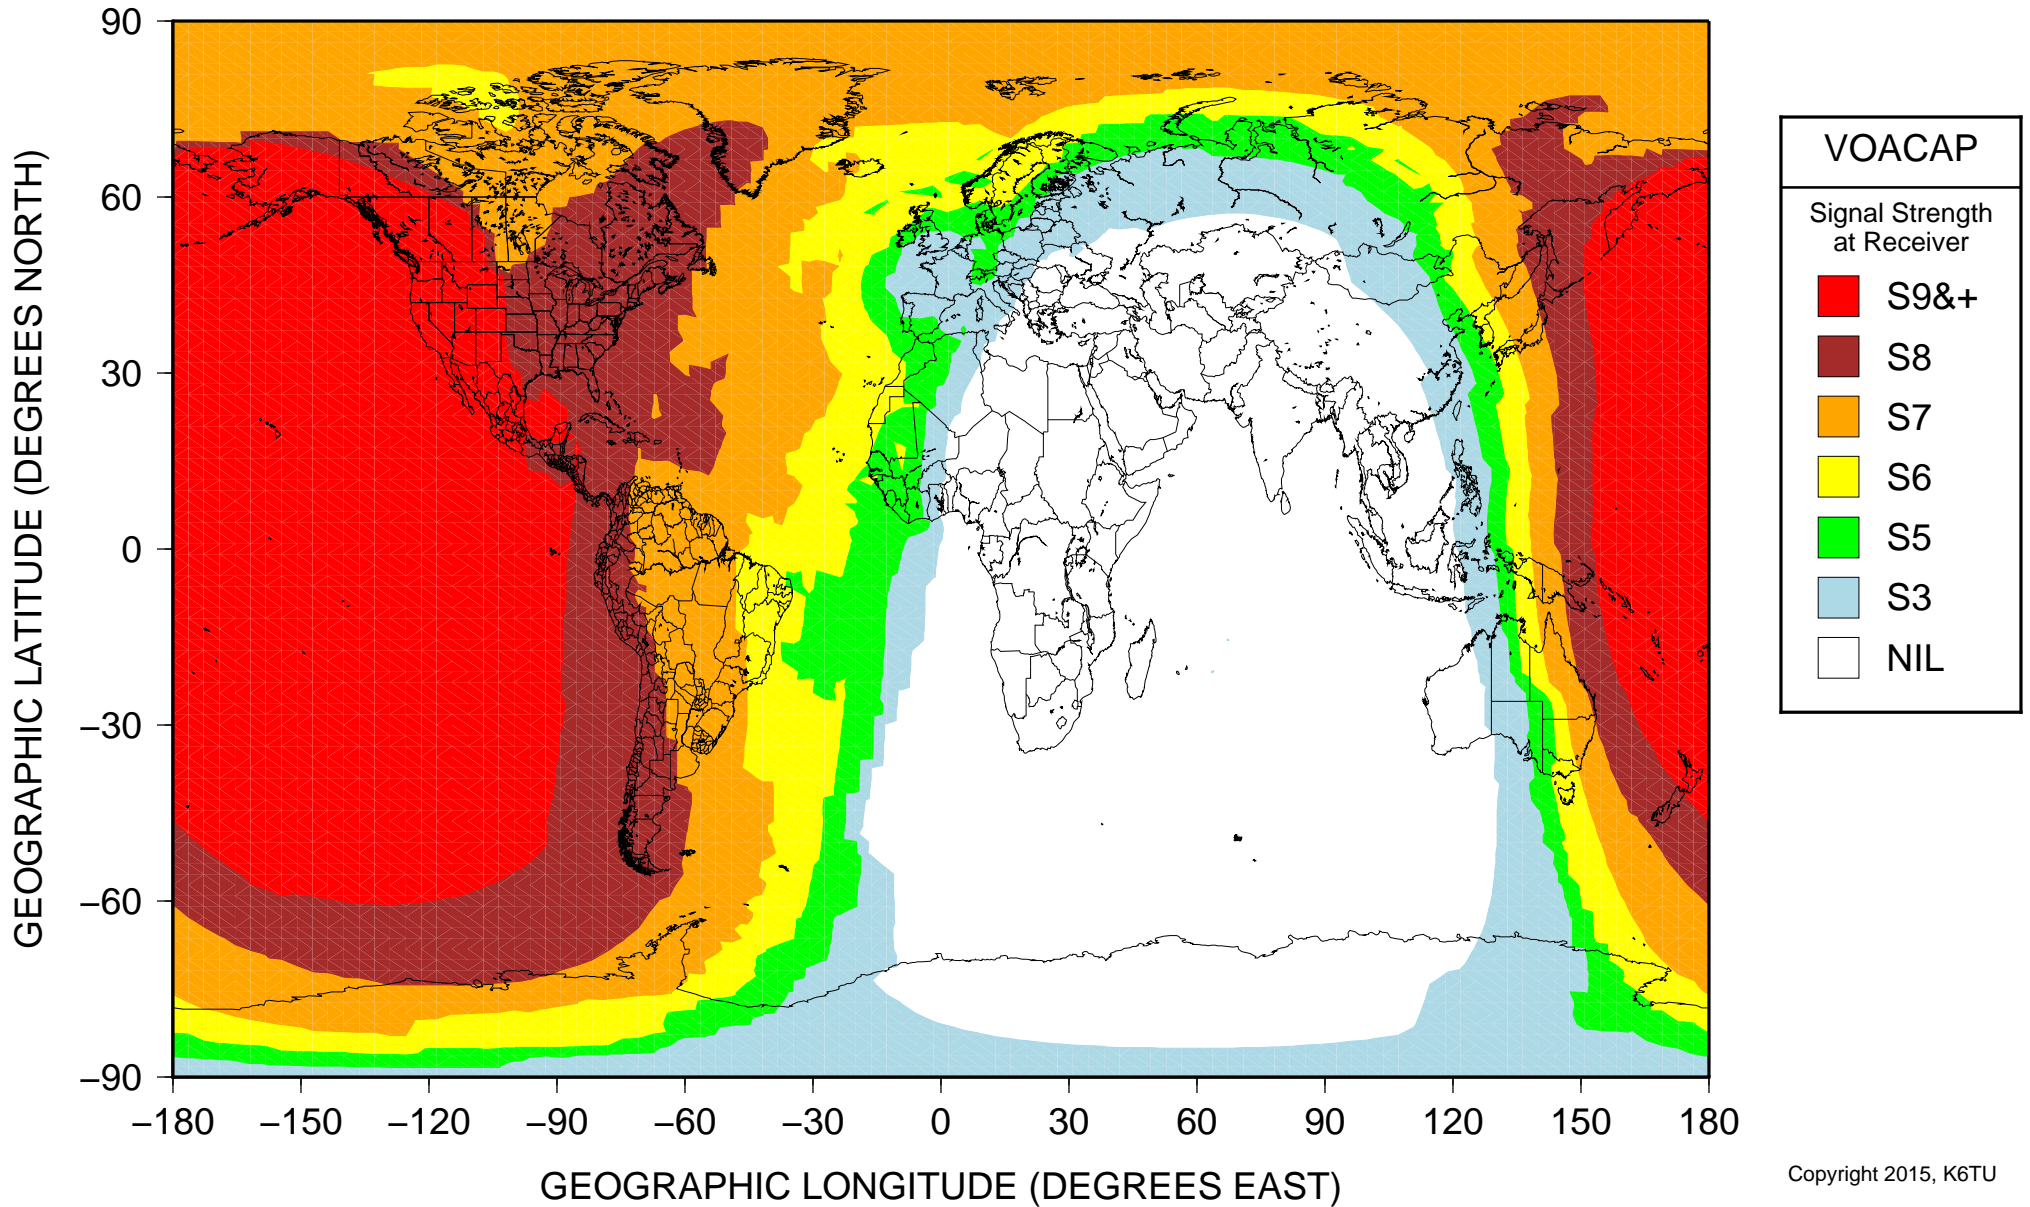 90
60
30
0
−30
−60
−90
GEOGRAPHIC LATITUDE (DEGREES NORTH)
−180 −150 −120 −90 −60 −30 0 30 60 90 120 150 180
GEOGRAPHIC LONGITUDE (DEGREES EAST)
VOACAP
Signal Strength
at Receiver
S9&+
S8
S7
S6
S5
S3
NIL
Copyright 2015, K6TU